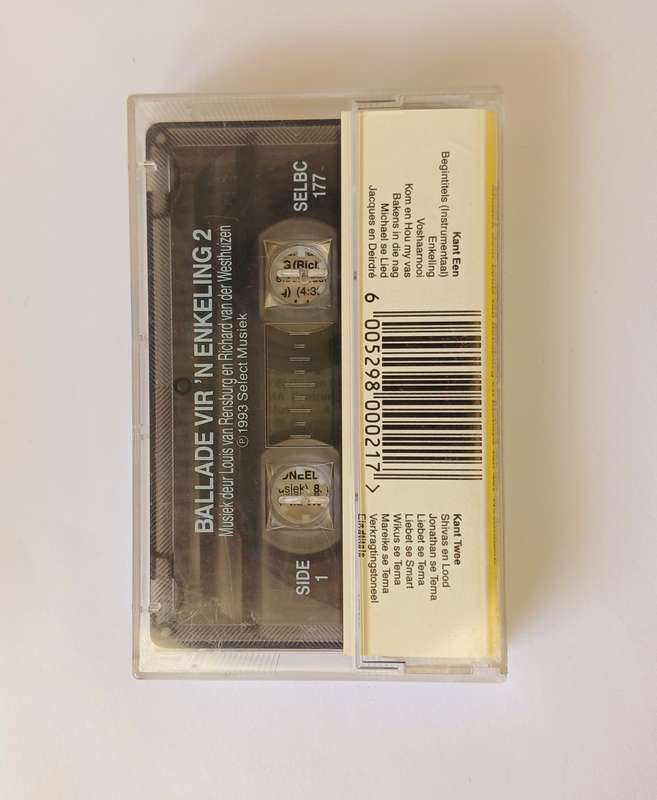 BALLADE VIR 'N ENKELING 2
Musiek deur Louis van Rensburg en Richard van der Westhuizen
℗ 1993 Select Musiek
SELBC
177
SIDE
1
Kant Een
Begintitels (Instrumentaal)
Enkeling
Voshaarnooi
Kom en Hou my vas
Bakens in die nag
Michael se Lied
Jacques en Deirdré
6 005298 000217 >
Kant Twee
Shivas en Lood
Jonathan se Tema
Liebet se Tema
Liebet se Smart
Wikus se Tema
Mareike se Tema
Verkragtingstoneel
Eindtitels